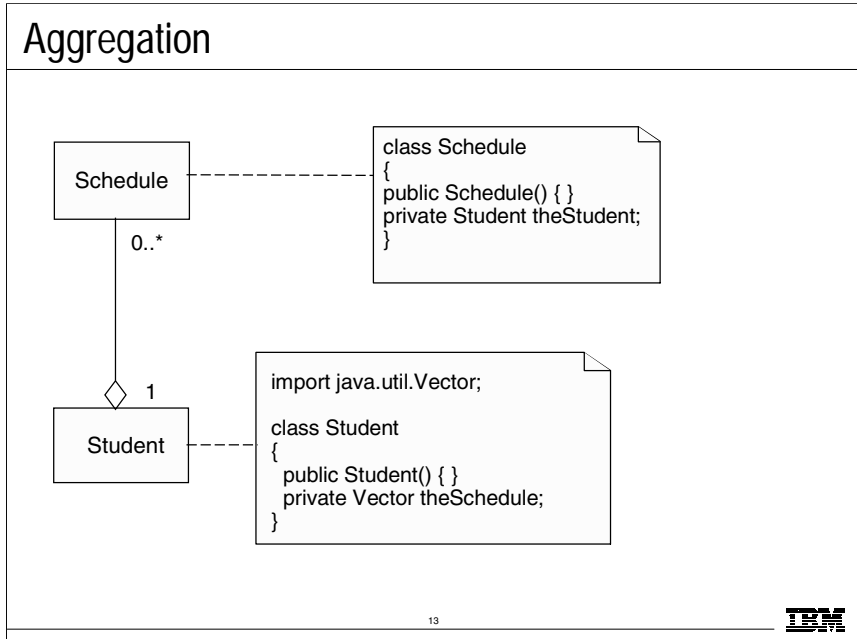 Aggregation
Schedule
class Schedule
{
public Schedule() { }
private Student theStudent;
}
0..*
1
Student
import java.util.Vector;
class Student
{
public Student() { }
private Vector theSchedule;
}
13
IBM